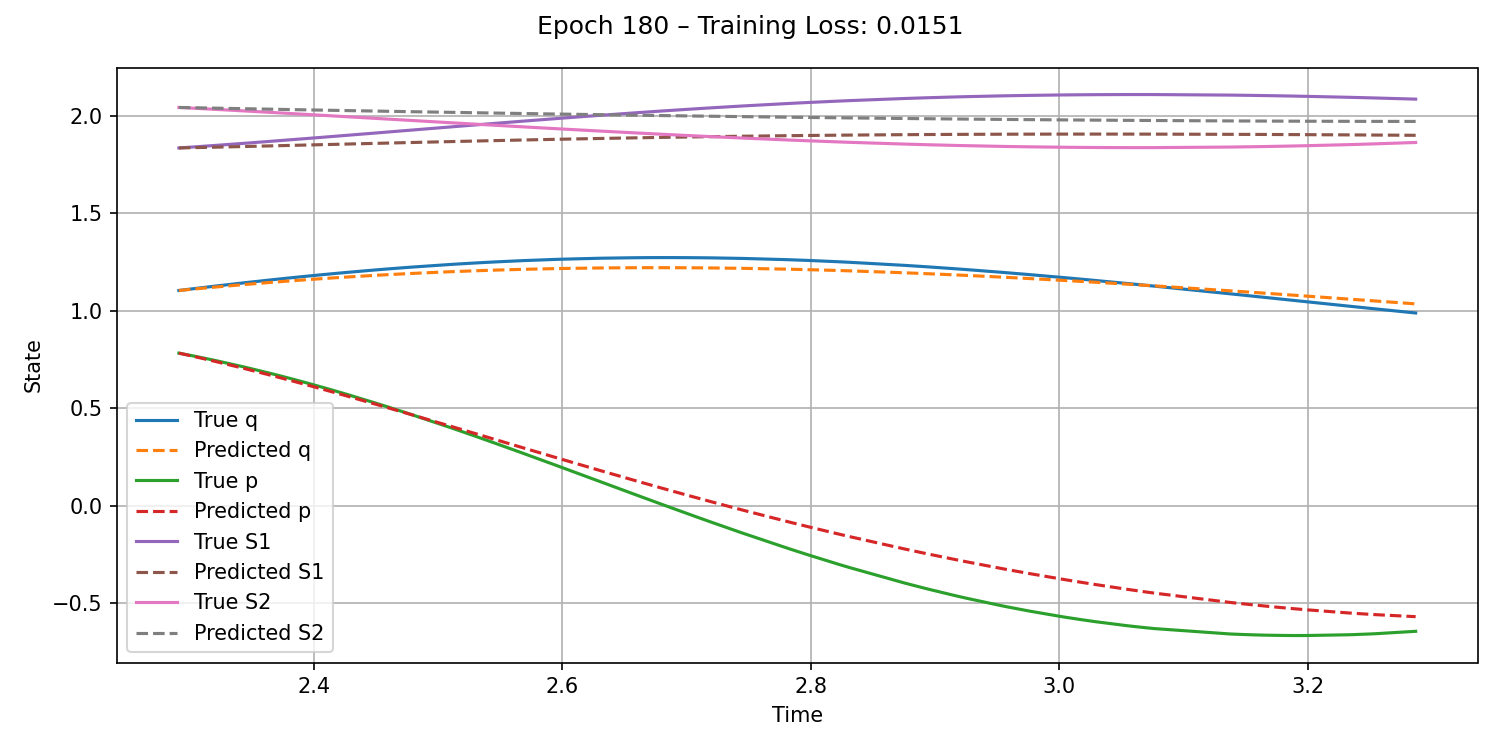 Epoch 180 – Training Loss: 0.0151
2.0
1.5
1.0
0.5
0.0
−0.5
State
True q
Predicted q
True p
Predicted p
True S1
Predicted S1
True S2
Predicted S2
2.4 2.6 2.8 3.0 3.2
Time